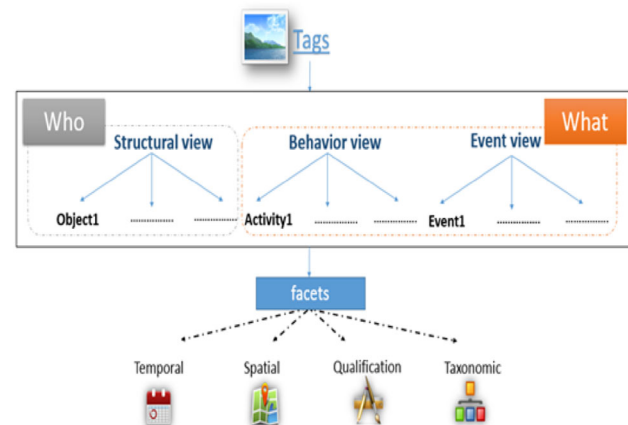 Tags
Who
What
Structural view
Behavior view
Event view
Object1 ............... ...............
Activity1 ............... ...............
Event1 ............... ...............
facets
Temporal
Spatial
Qualification
Taxonomic